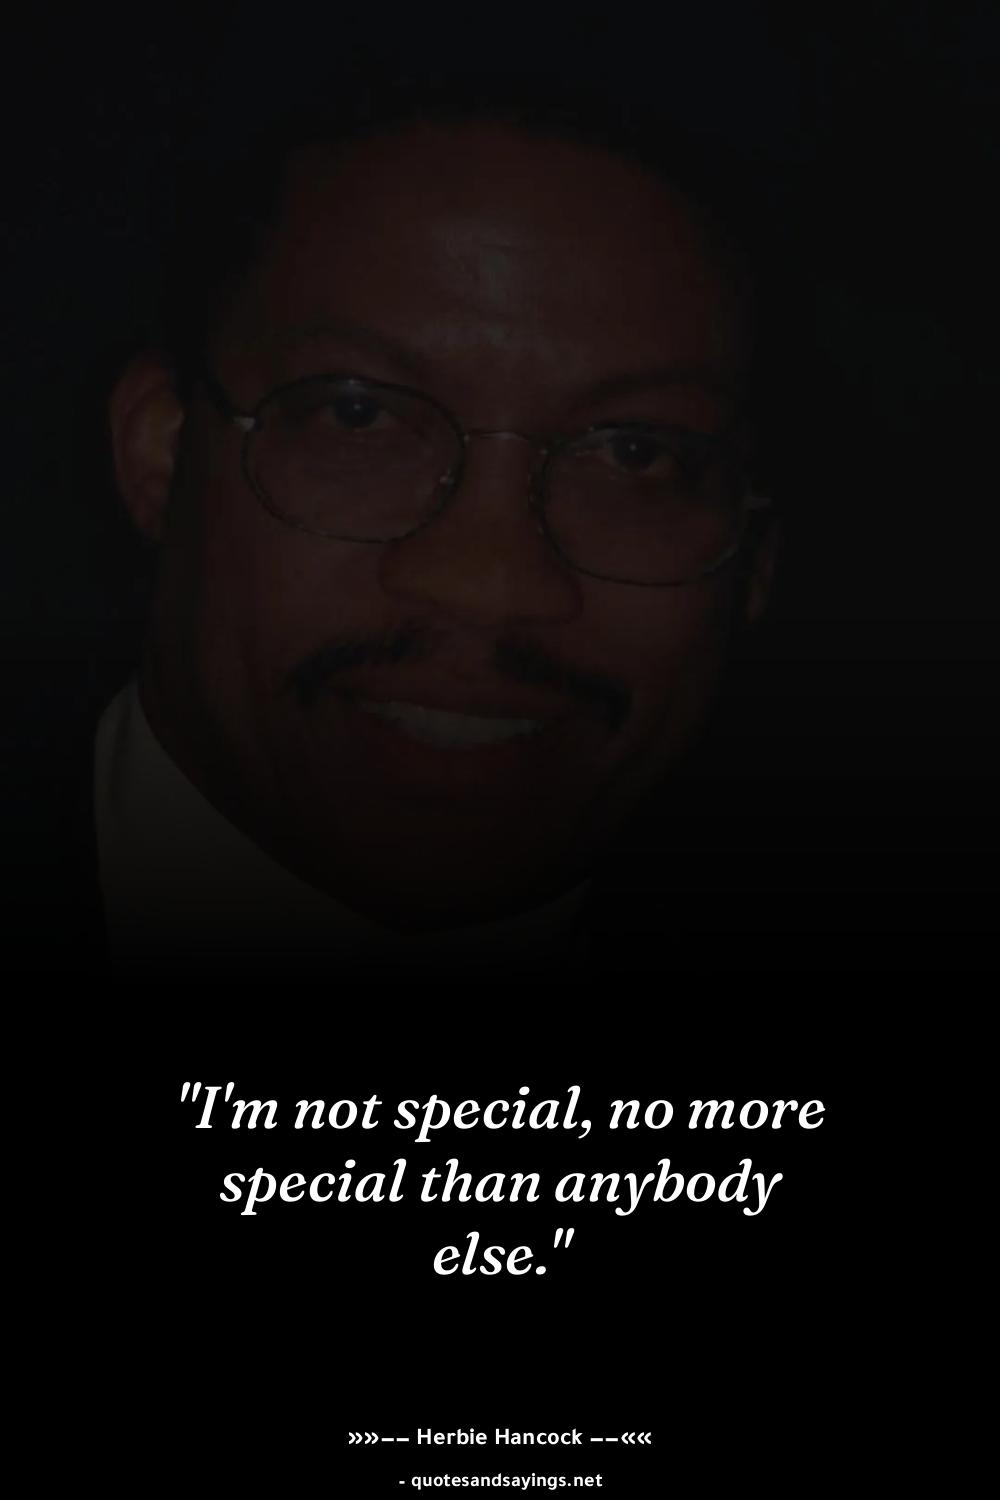 "I'm not special, no more
special than anybody
else."
»»–– Herbie Hancock ––««
- quotesandsayings.net